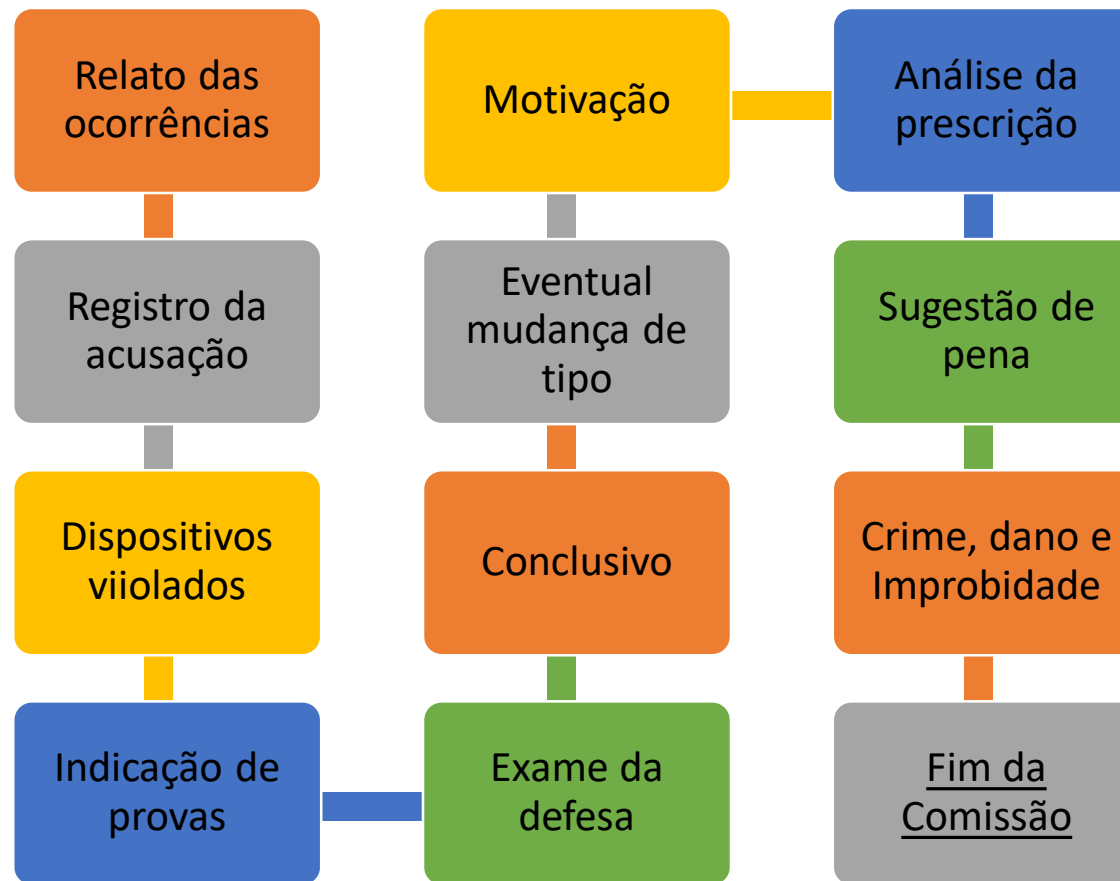 Relato das
ocorrências
Registro da
acusação
Dispositivos
viiolados
Indicação de
provas
Exame da
defesa
Conclusivo
Eventual
mudança de
tipo
Motivação
Análise da
prescrição
Sugestão de
pena
Crime, dano e
Improbidade
Fim da
Comissão